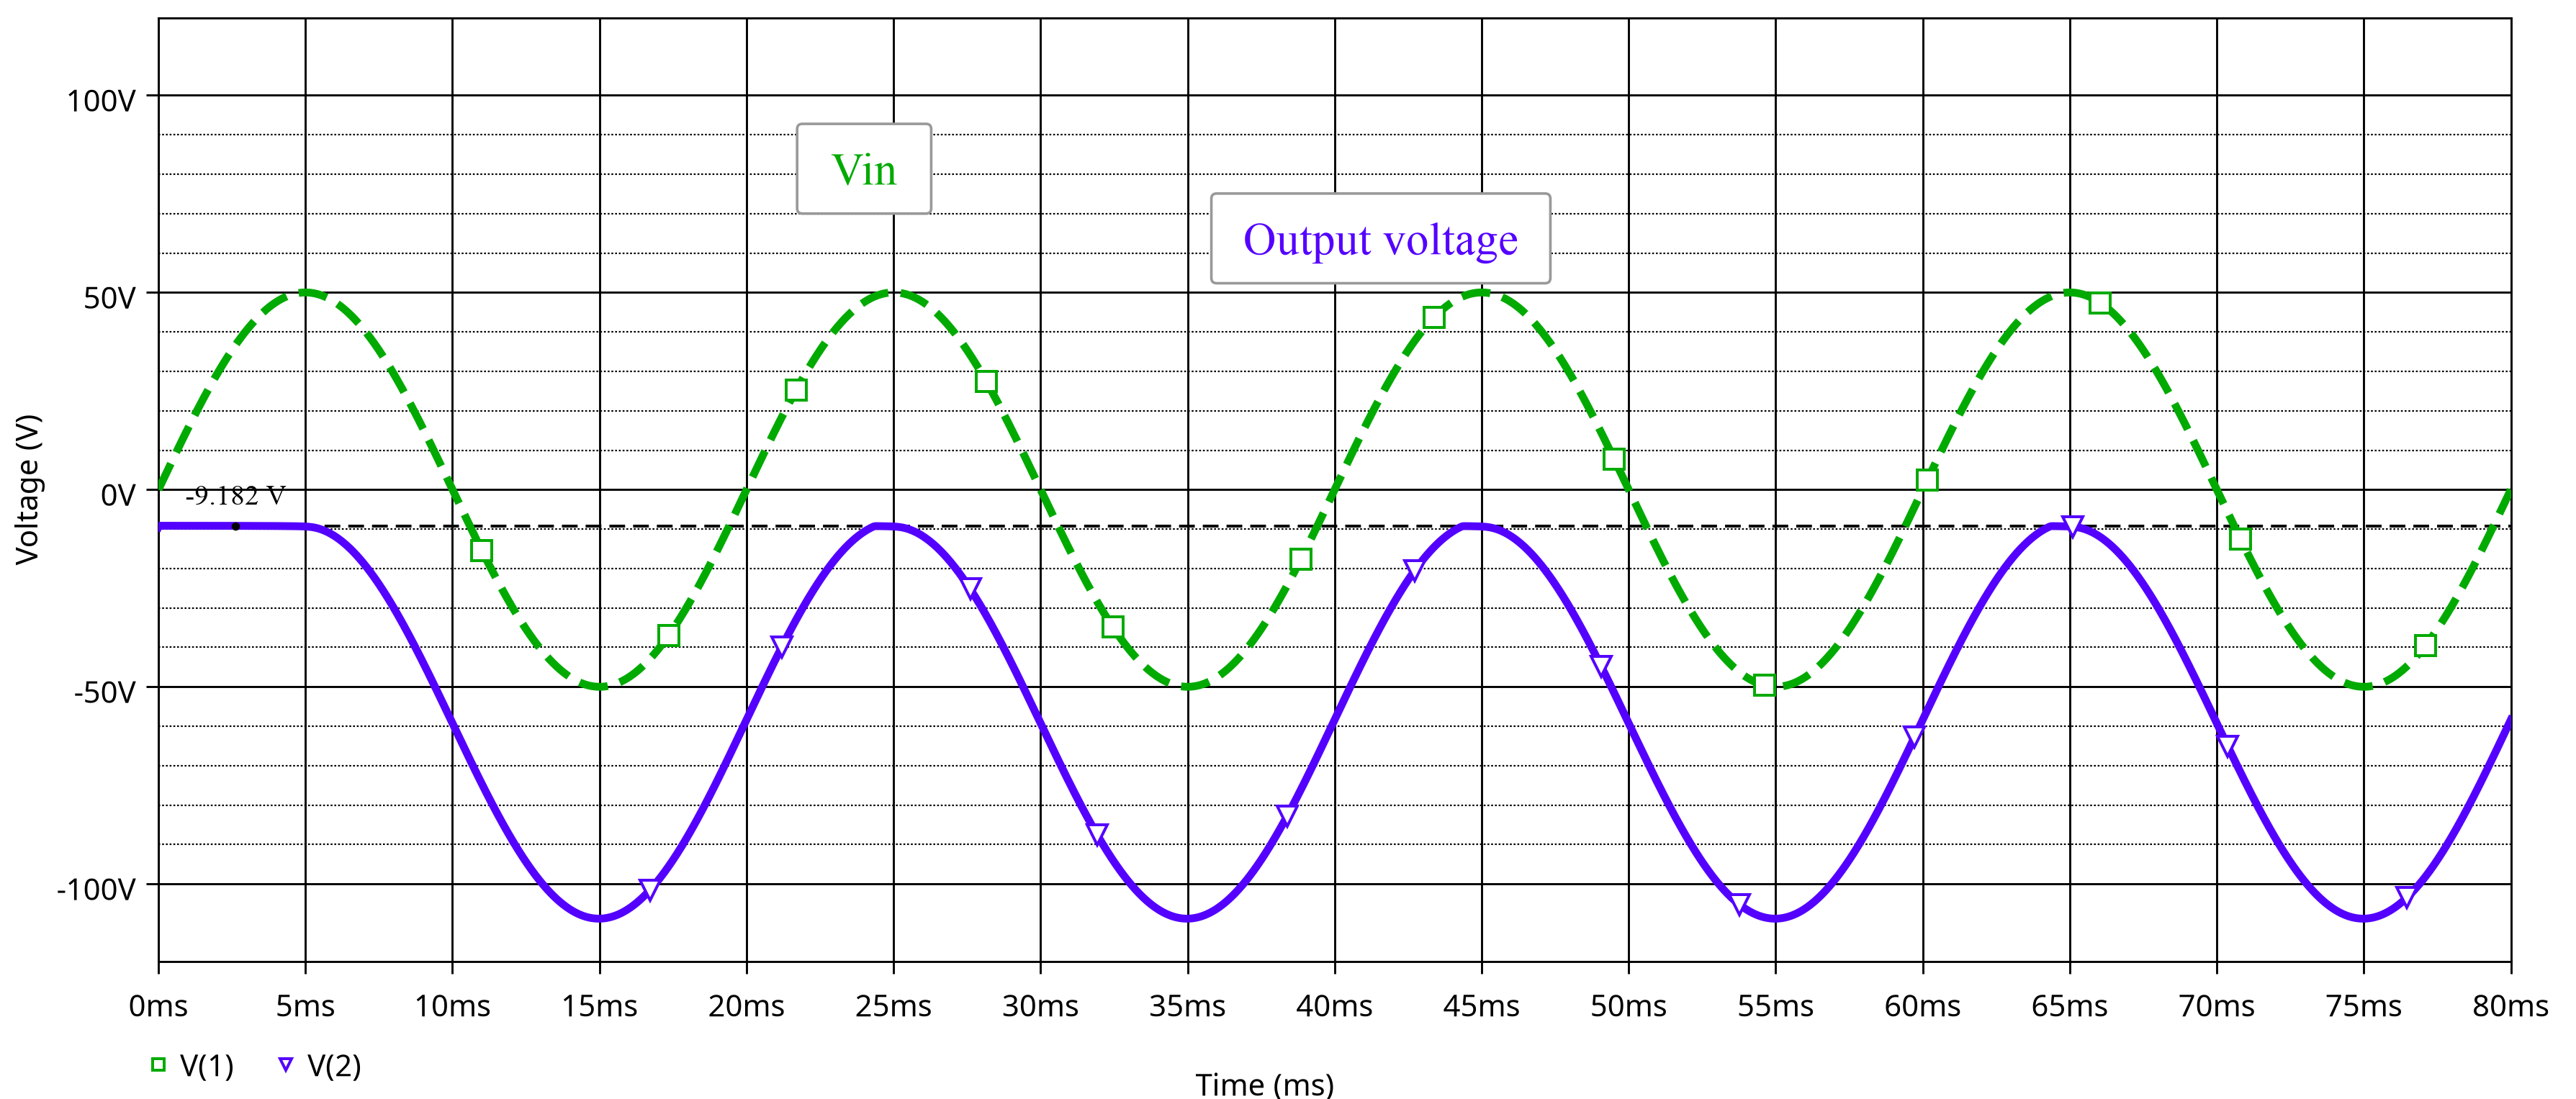 100V
Vin
Output voltage
50V
0V
-9.182 V
Voltage (V)
-50V
-100V
0ms 5ms 10ms 15ms 20ms 25ms 30ms 35ms 40ms 45ms 50ms 55ms 60ms 65ms 70ms 75ms 80ms
V(1) V(2)
Time (ms)